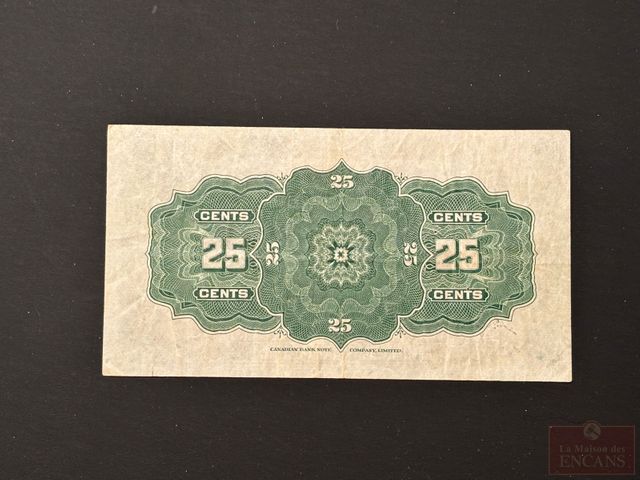 25
CENTS CENTS
25 25 25 25
CENTS CENTS
25
CANADIAN BANK NOTE COMPANY, LIMITED.
La Maison des
ENCANS